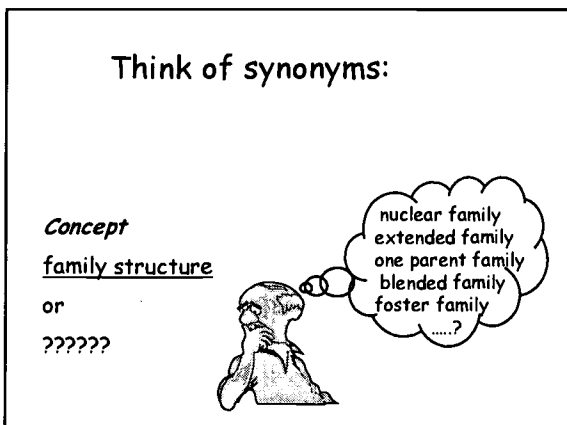 Think of synonyms:
Concept
family structure
or
??????
nuclear family
extended family
one parent family
blended family
foster family
.....?